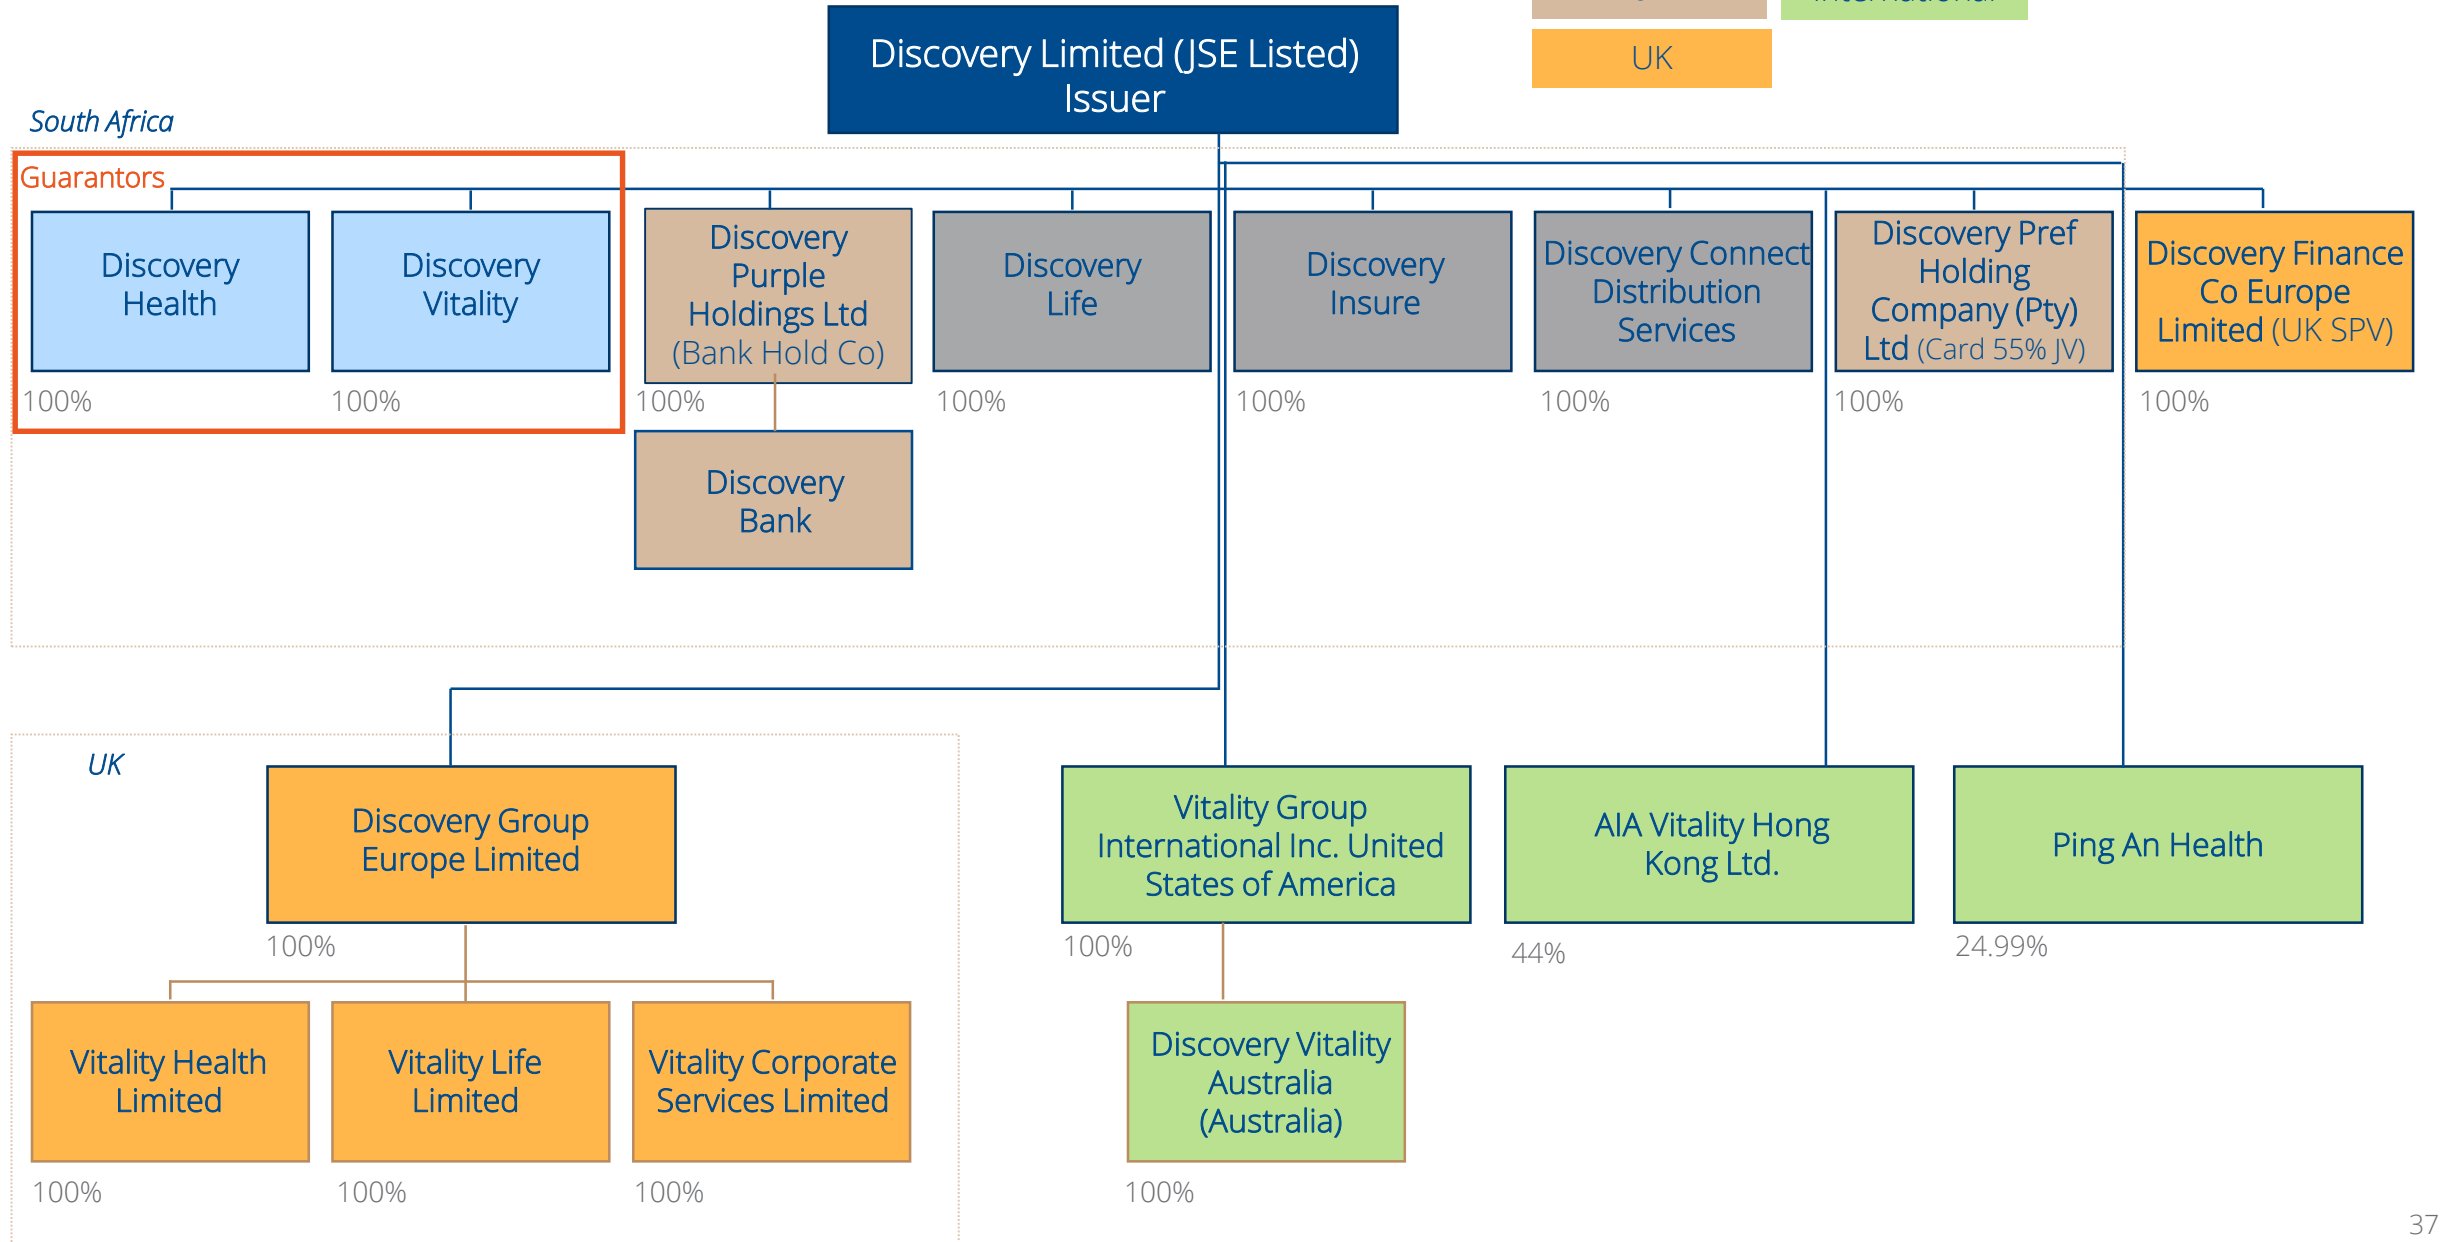 International
Discovery Limited (JSE Listed)
Issuer
UK
South Africa
Guarantors
Discovery
Health
Discovery
Vitality
Discovery
Purple
Holdings Ltd
(Bank Hold Co)
Discovery
Life
Discovery
Insure
Discovery Connect
Distribution
Services
Discovery Pref
Holding
Company (Pty)
Ltd (Card 55% JV)
Discovery Finance
Co Europe
Limited (UK SPV)
100%
100%
100%
100%
100%
100%
100%
100%
Discovery
Bank
UK
Discovery Group
Europe Limited
Vitality Group
International Inc. United
States of America
AIA Vitality Hong
Kong Ltd.
Ping An Health
100%
100%
44%
24.99%
Vitality Health
Limited
Vitality Life
Limited
Vitality Corporate
Services Limited
Discovery Vitality
Australia
(Australia)
100%
100%
100%
100%
37